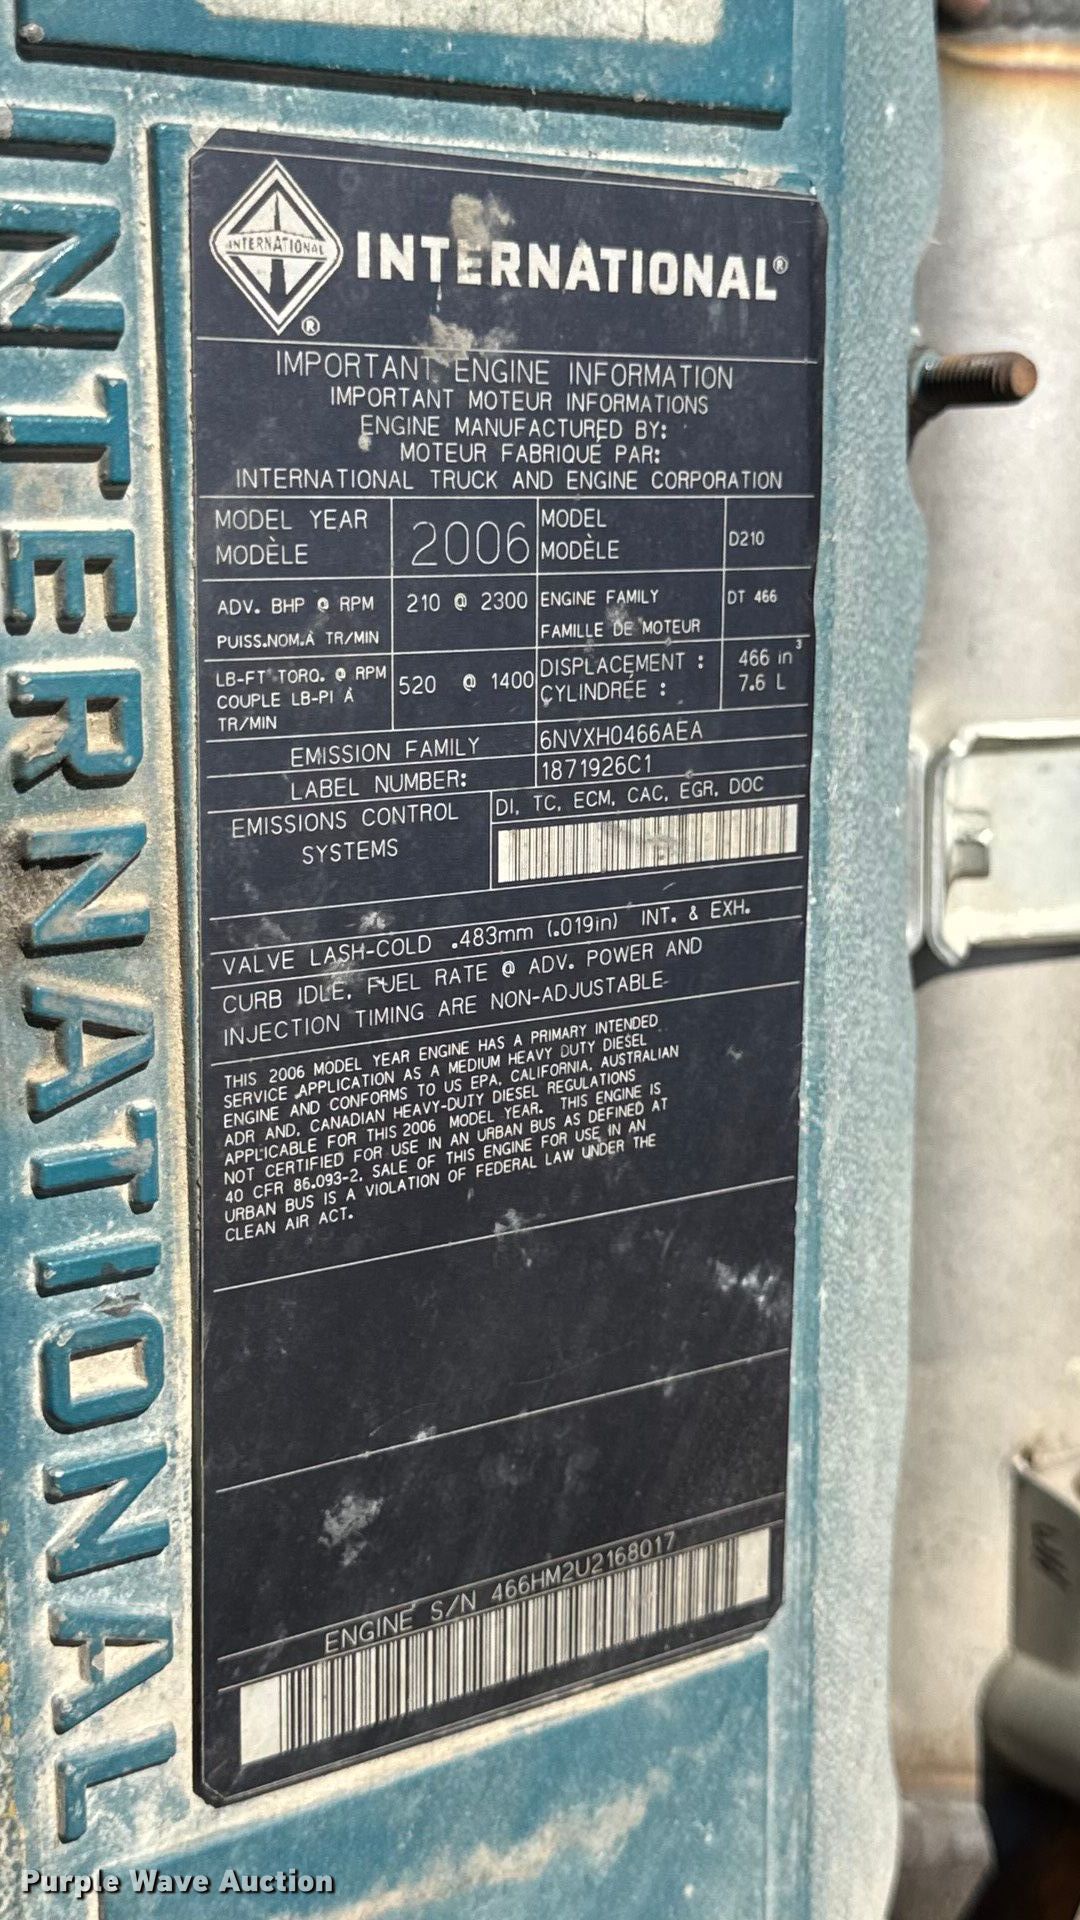 INTERNATIONAL
INTERNATIONAL
®
INTERNATIONAL®
IMPORTANT ENGINE INFORMATION
IMPORTANT MOTEUR INFORMATIONS
ENGINE MANUFACTURED BY:
MOTEUR FABRIQUÉ PAR:
INTERNATIONAL TRUCK AND ENGINE CORPORATION
MODEL YEAR
MODÈLE
2006
MODEL
MODÈLE
D210
ADV. BHP @ RPM
PUISS.NOM.À TR/MIN
210 @ 2300
ENGINE FAMILY
FAMILLE DE MOTEUR
DT 466
LB-FT TORQ. @ RPM
COUPLE LB-PI À
TR/MIN
520 @ 1400
DISPLACEMENT :
CYLINDRÉE :
466 in³
7.6 L
EMISSION FAMILY
6NVXH0466AEA
LABEL NUMBER:
1871926C1
EMISSIONS CONTROL
SYSTEMS
DI, TC, ECM, CAC, EGR, DOC
VALVE LASH-COLD .483mm (.019in) INT. & EXH.
CURB IDLE, FUEL RATE @ ADV. POWER AND
INJECTION TIMING ARE NON-ADJUSTABLE
THIS 2006 MODEL YEAR ENGINE HAS A PRIMARY INTENDED
SERVICE APPLICATION AS A MEDIUM HEAVY DUTY DIESEL
ENGINE AND CONFORMS TO US EPA, CALIFORNIA, AUSTRALIAN
ADR AND, CANADIAN HEAVY-DUTY DIESEL REGULATIONS
APPLICABLE FOR THIS 2006 MODEL YEAR. THIS ENGINE IS
NOT CERTIFIED FOR USE IN AN URBAN BUS AS DEFINED AT
40 CFR 86.093-2. SALE OF THIS ENGINE FOR USE IN AN
URBAN BUS IS A VIOLATION OF FEDERAL LAW UNDER THE
CLEAN AIR ACT.
ENGINE S/N 466HM2U2168017
Purple Wave Auction